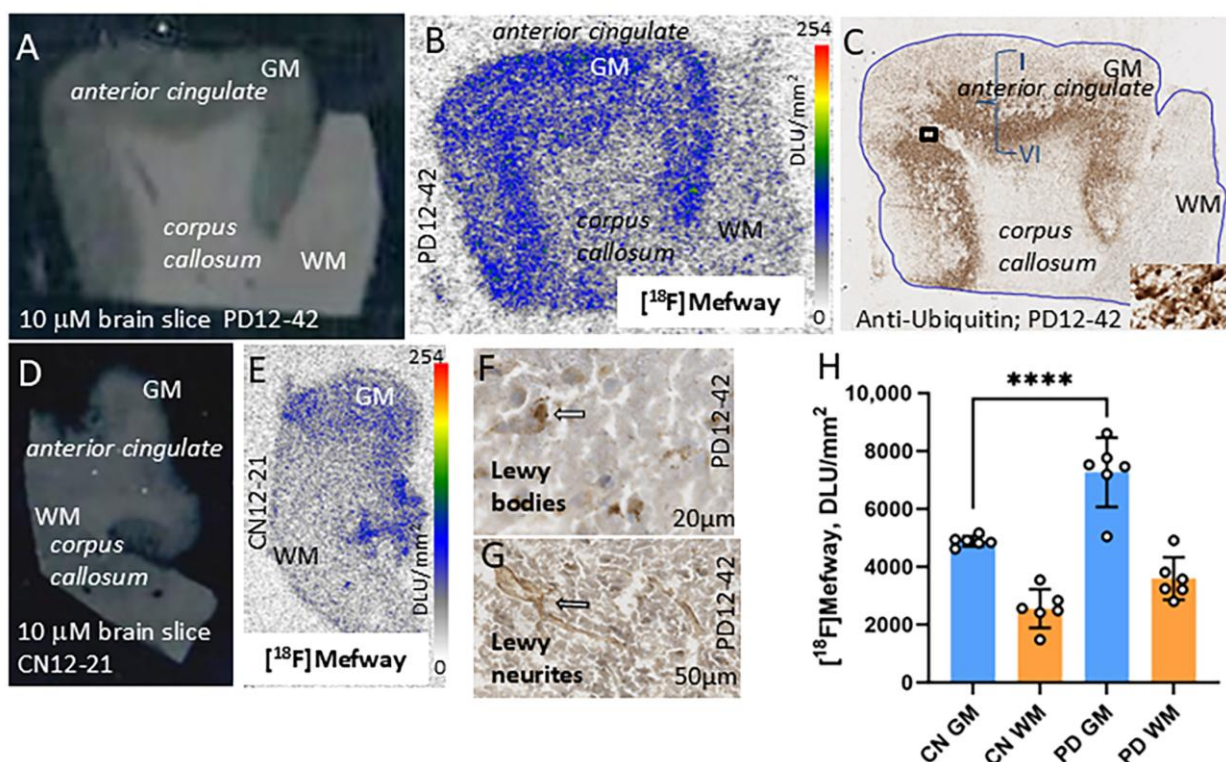 A
GM
anterior cingulate
corpus
callosum
WM
10 μM brain slice PD12-42
B
anterior cingulate
GM
PD12-42
corpus
callosum
WM
[¹⁸F]Mefway
254
DLU/mm²
0
C
I
GM
anterior cingulate
VI
WM
corpus
callosum
Anti-Ubiquitin; PD12-42
D
GM
anterior cingulate
WM
corpus
callosum
10 μM brain slice
CN12-21
E
GM
CN12-21
WM
[¹⁸F]Mefway
254
DLU/mm²
0
F
PD12-42
Lewy
bodies
20μm
G
PD12-42
Lewy
neurites
50μm
H
****
[¹⁸F]Mefway, DLU/mm²
10,000
8000
6000
4000
2000
0
CN GM
CN WM
PD GM
PD WM